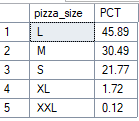 pizza_size PCT
1 L 45.89
2 M 30.49
3 S 21.77
4 XL 1.72
5 XXL 0.12